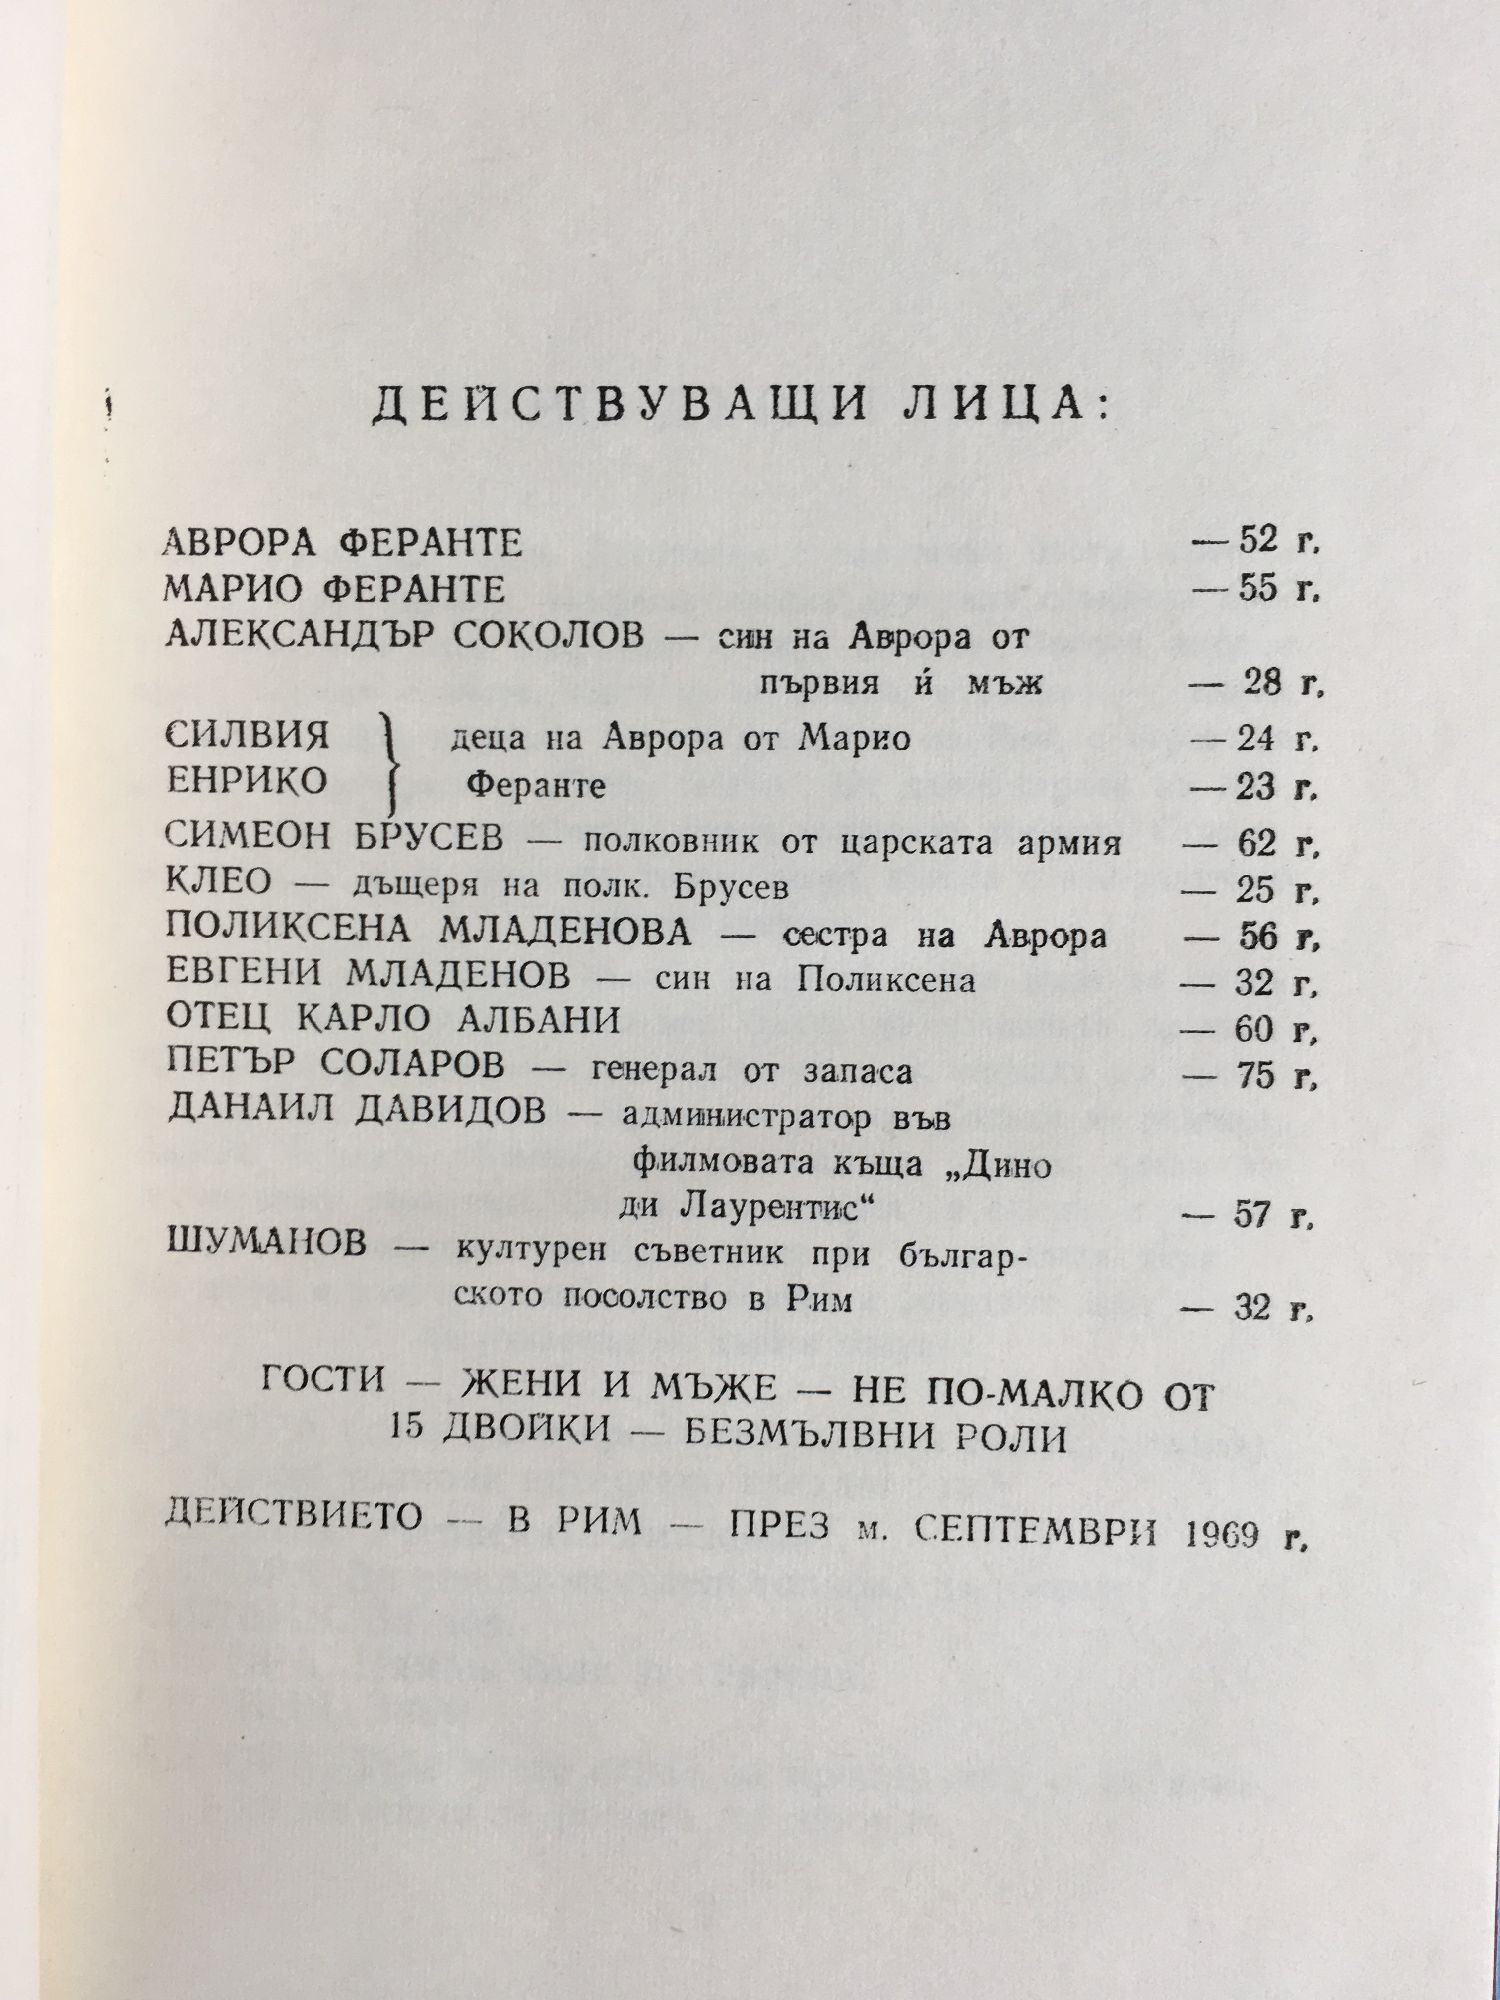 ДЕЙСТВУВАЩИ ЛИЦА:
АВРОРА ФЕРАНТЕ — 52 г.
МАРИО ФЕРАНТЕ — 55 г.
АЛЕКСАНДЪР СОКОЛОВ — син на Аврора от
първия ѝ мъж — 28 г.
СИЛВИЯ } деца на Аврора от Марио — 24 г.
ЕНРИКО } Феранте — 23 г.
СИМЕОН БРУСЕВ — полковник от царската армия — 62 г.
КЛЕО — дъщеря на полк. Брусев — 25 г.
ПОЛИКСЕНА МЛАДЕНОВА — сестра на Аврора — 56 г.
ЕВГЕНИ МЛАДЕНОВ — син на Поликсена — 32 г.
ОТЕЦ КАРЛО АЛБАНИ — 60 г.
ПЕТЪР СОЛАРОВ — генерал от запаса — 75 г.
ДАНАИЛ ДАВИДОВ — администратор във
филмовата къща „Дино
ди Лаурентис“ — 57 г.
ШУМАНОВ — културен съветник при българ-
ското посолство в Рим — 32 г.
ГОСТИ — ЖЕНИ И МЪЖЕ — НЕ ПО-МАЛКО ОТ
15 ДВОЙКИ — БЕЗМЪЛВНИ РОЛИ
ДЕЙСТВИЕТО — В РИМ — ПРЕЗ м. СЕПТЕМВРИ 1969 г.